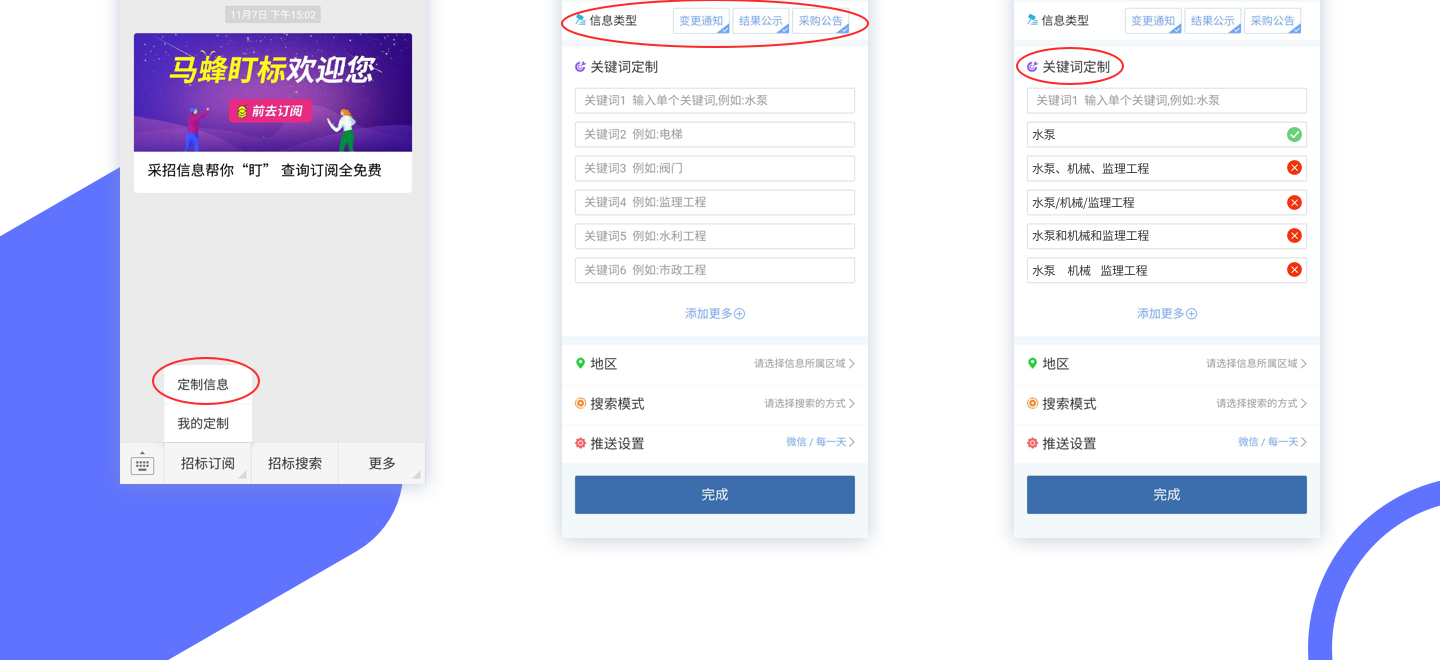 11月7日 下午15:02
马蜂盯标欢迎您
前去订阅
采招信息帮你“盯” 查询订阅全免费
定制信息
我的定制
招标订阅
招标搜索
更多
信息类型
变更通知
结果公示
采购公告
关键词定制
关键词1 输入单个关键词,例如:水泵
关键词2 例如:电梯
关键词3 例如:阀门
关键词4 例如:监理工程
关键词5 例如:水利工程
关键词6 例如:市政工程
添加更多
地区
请选择信息所属区域
搜索模式
请选择搜索的方式
推送设置
微信 / 每一天
完成
信息类型
变更通知
结果公示
采购公告
关键词定制
关键词1 输入单个关键词,例如:水泵
水泵
水泵、机械、监理工程
水泵/机械/监理工程
水泵和机械和监理工程
水泵 机械 监理工程
添加更多
地区
请选择信息所属区域
搜索模式
请选择搜索的方式
推送设置
微信 / 每一天
完成